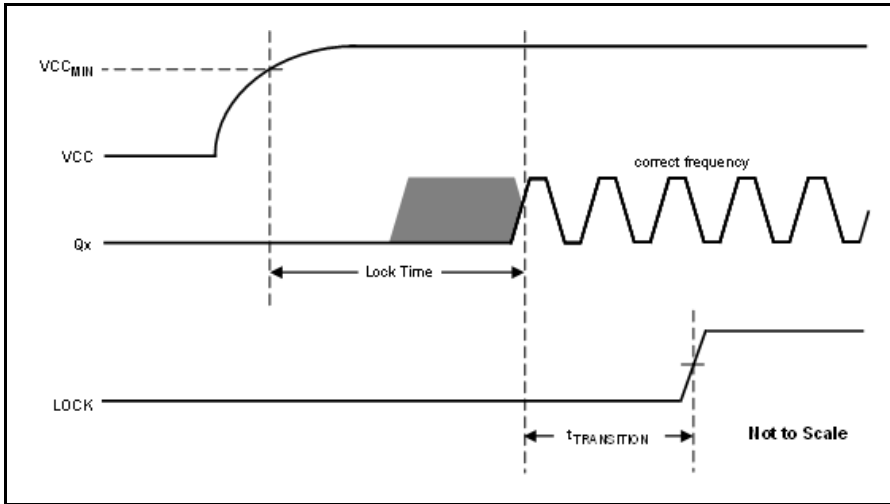 VCCMIN
VCC
correct frequency
Qx
Lock Time
LOCK
tTRANSITION
Not to Scale